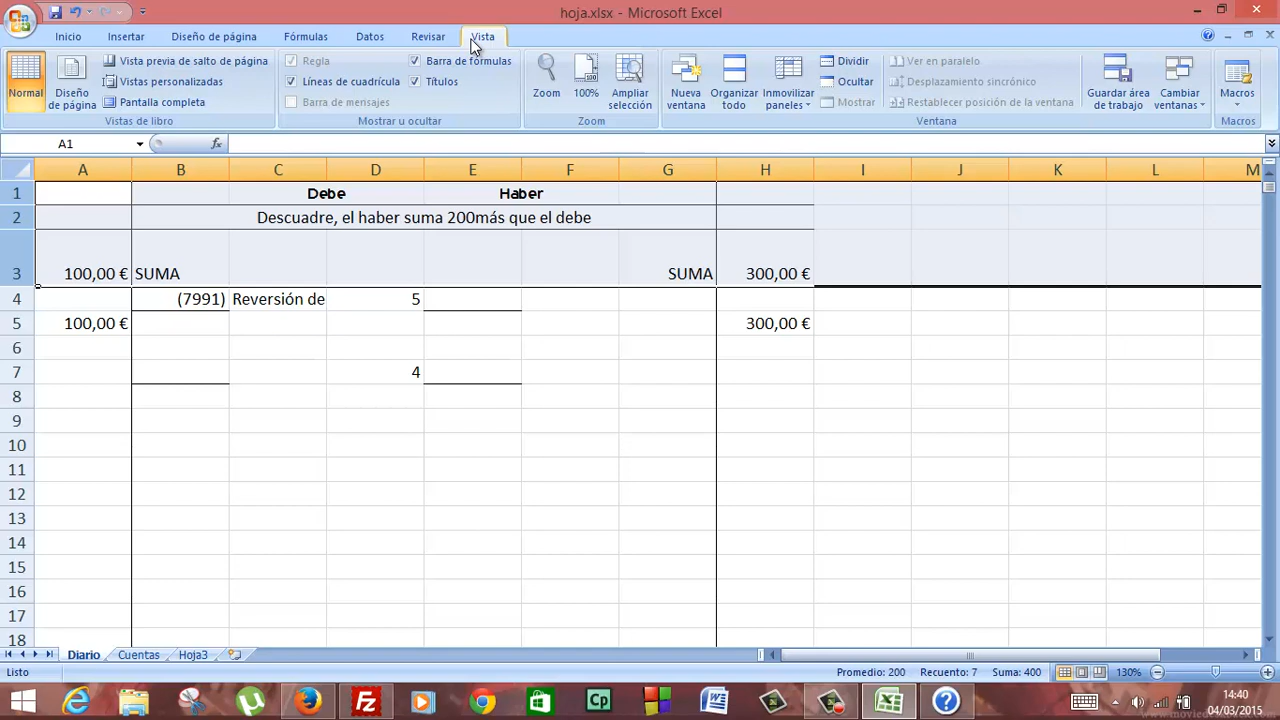 hoja.xlsx - Microsoft Excel
Inicio Insertar Diseño de página Fórmulas Datos Revisar Vista
Normal
Diseño de página
Vista previa de salto de página
Vistas personalizadas
Pantalla completa
Vistas de libro
Regla
Líneas de cuadrícula
Barra de mensajes
Barra de fórmulas
Títulos
Mostrar u ocultar
Zoom
100%
Ampliar selección
Zoom
Nueva ventana
Organizar todo
Inmovilizar paneles
Dividir
Ocultar
Mostrar
Ver en paralelo
Desplazamiento sincrónico
Restablecer posición de la ventana
Guardar área de trabajo
Cambiar ventanas
Ventana
Macros
Macros
A1 fx
A B C D E F G H I J K L M
1 Debe Haber
2 Descuadre, el haber suma 200más que el debe
3 100,00 € SUMA SUMA 300,00 €
4 (7991) Reversión de 5
5 100,00 € 300,00 €
6
7 4
8
9
10
11
12
13
14
15
16
17
18
Diario Cuentas Hoja3
Listo Promedio: 200 Recuento: 7 Suma: 400 130%
14:40
04/03/2015